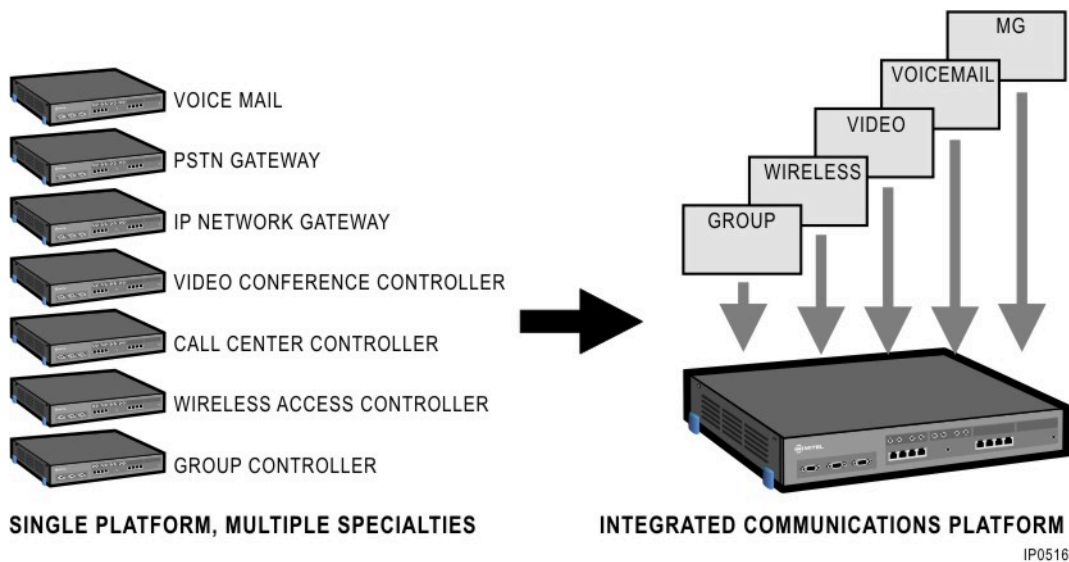 VOICE MAIL
PSTN GATEWAY
IP NETWORK GATEWAY
VIDEO CONFERENCE CONTROLLER
CALL CENTER CONTROLLER
WIRELESS ACCESS CONTROLLER
GROUP CONTROLLER
SINGLE PLATFORM, MULTIPLE SPECIALTIES
MG
VOICEMAIL
VIDEO
WIRELESS
GROUP
MITEL
INTEGRATED COMMUNICATIONS PLATFORM
IP0516